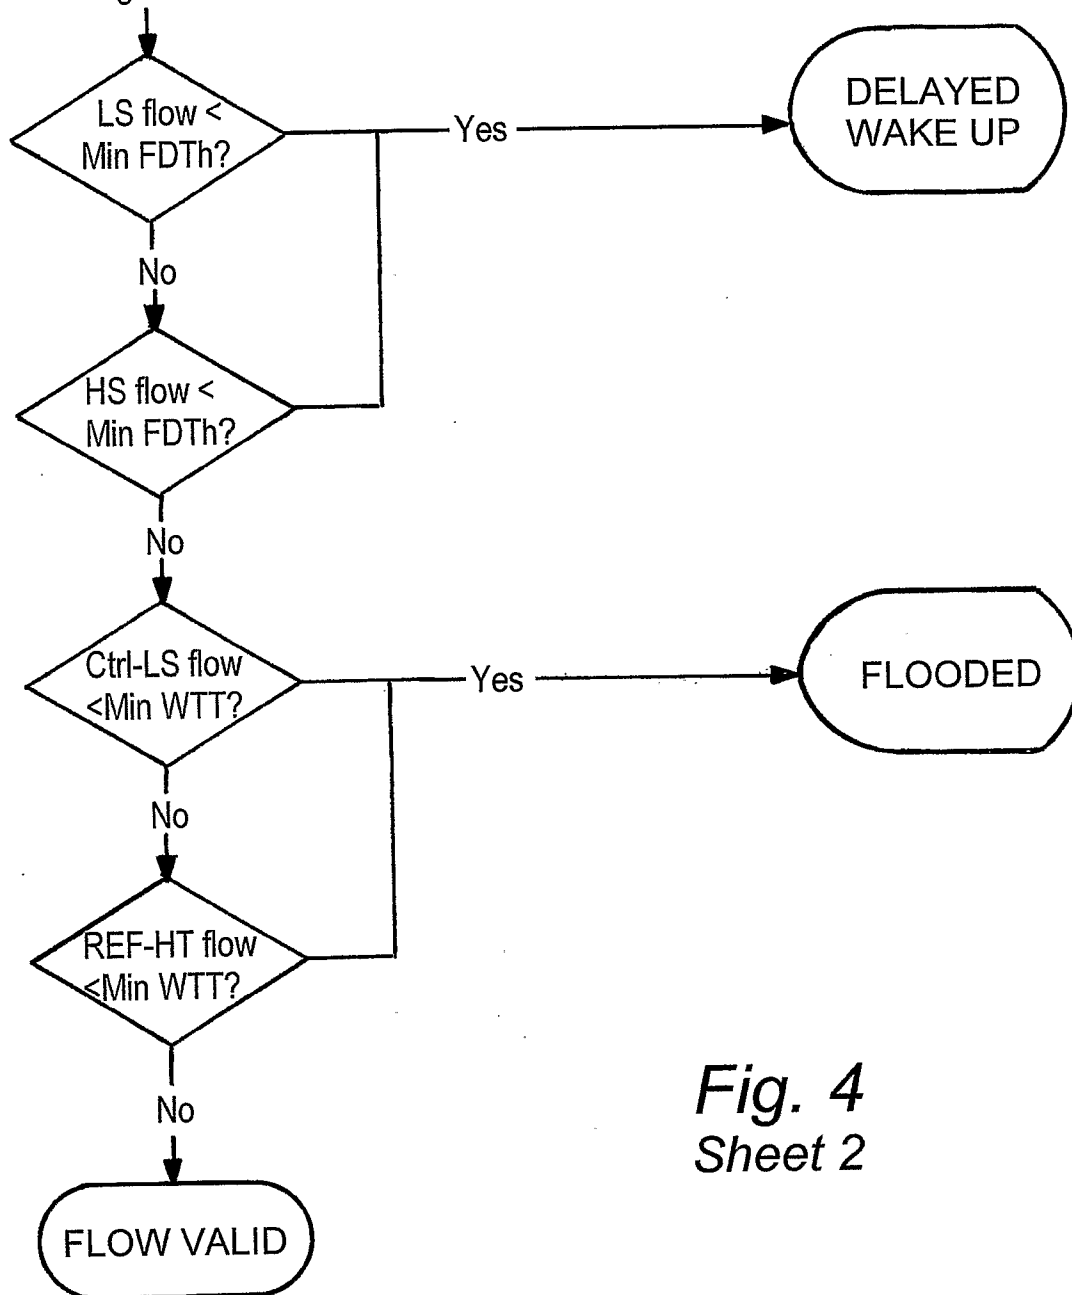 LS flow <
Min FDTh?
Yes
DELAYED
WAKE UP
No
HS flow <
Min FDTh?
No
Ctrl-LS flow
<Min WTT?
Yes
FLOODED
No
REF-HT flow
<Min WTT?
No
FLOW VALID
Fig. 4
Sheet 2